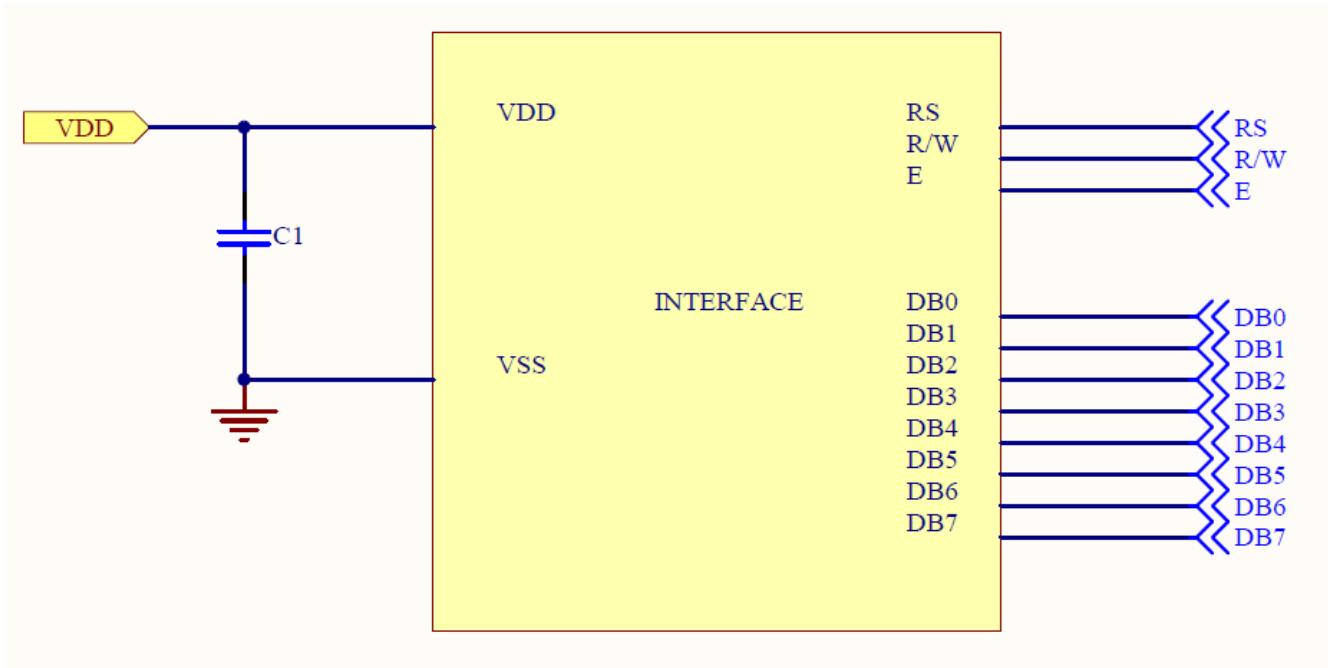 VDD
VDD
RS
RS
R/W
R/W
E
E
C1
INTERFACE
DB0
DB0
DB1
DB1
VSS
DB2
DB2
DB3
DB3
DB4
DB4
DB5
DB5
DB6
DB6
DB7
DB7